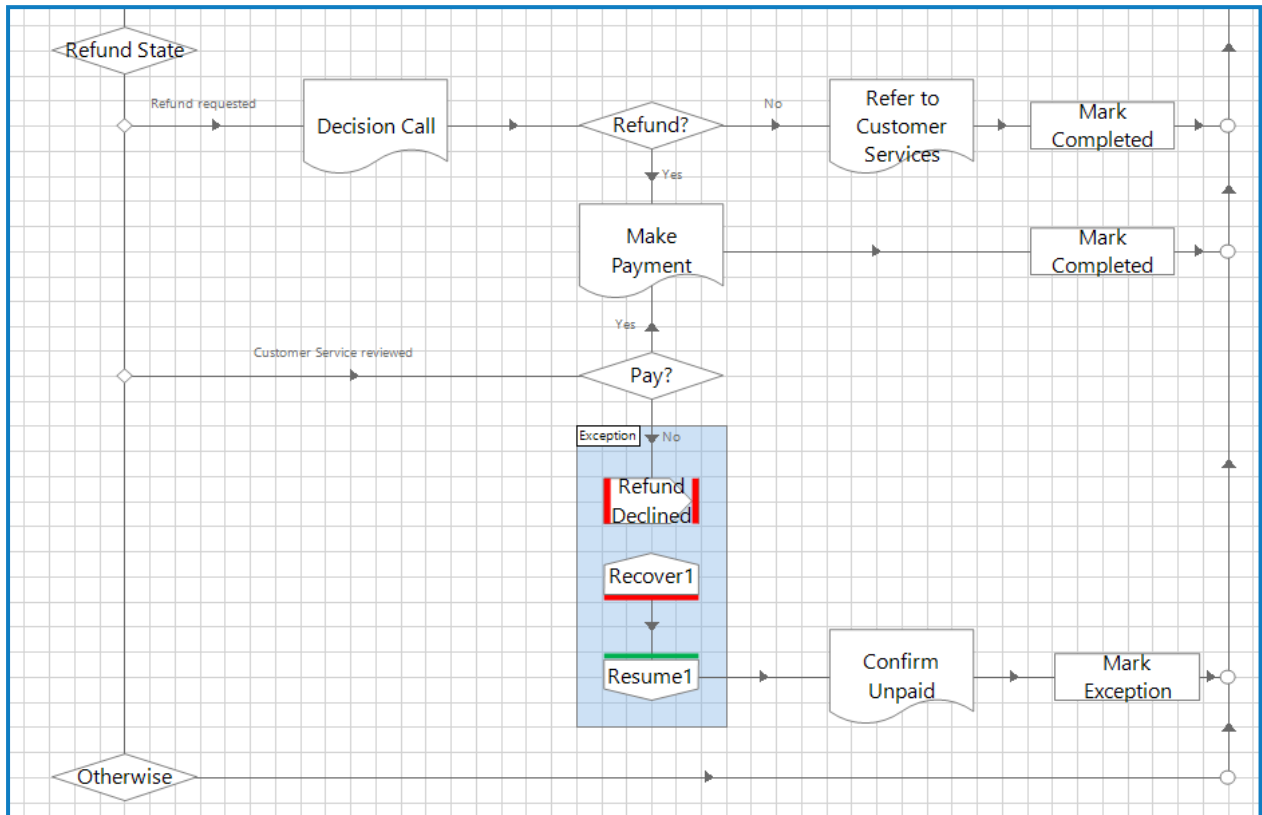 Refund State
Refund requested
Decision Call
Refund?
No
Refer to
Customer
Services
Mark
Completed
Yes
Make
Payment
Mark
Completed
Yes
Customer Service reviewed
Pay?
Exception
No
Refund
Declined
Recover1
Resume1
Confirm
Unpaid
Mark
Exception
Otherwise